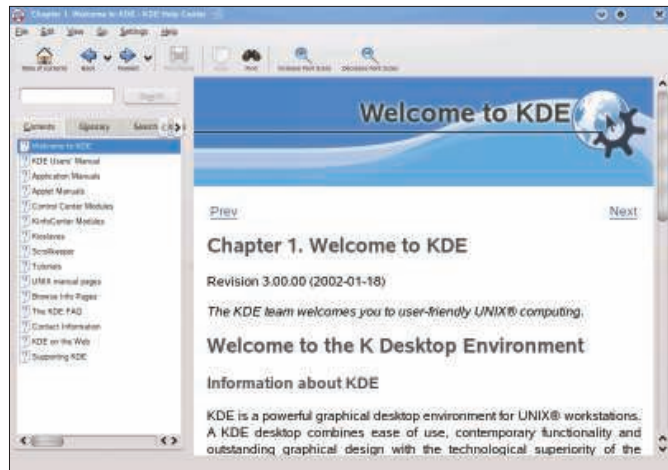 Chapter 1. Welcome to KDE - KDE Help Center
File Edit View Go Settings Help
Table of Contents Back Forward Find Increase Font Sizes Decrease Font Sizes
Search
Contents Glossary Search
Welcome to KDE
KDE Users' Manual
Application Manuals
Applet Manuals
Control Center Modules
KInfoCenter Modules
Kioslaves
Scrollkeeper
Tutorials
UNIX manual pages
Browse Info Pages
The KDE FAQ
Contact Information
KDE on the Web
Supporting KDE
Welcome to KDE
Prev Next
Chapter 1. Welcome to KDE
Revision 3.00.00 (2002-01-18)
The KDE team welcomes you to user-friendly UNIX® computing.
Welcome to the K Desktop Environment
Information about KDE
KDE is a powerful graphical desktop environment for UNIX® workstations.
A KDE desktop combines ease of use, contemporary functionality and
outstanding graphical design with the technological superiority of the